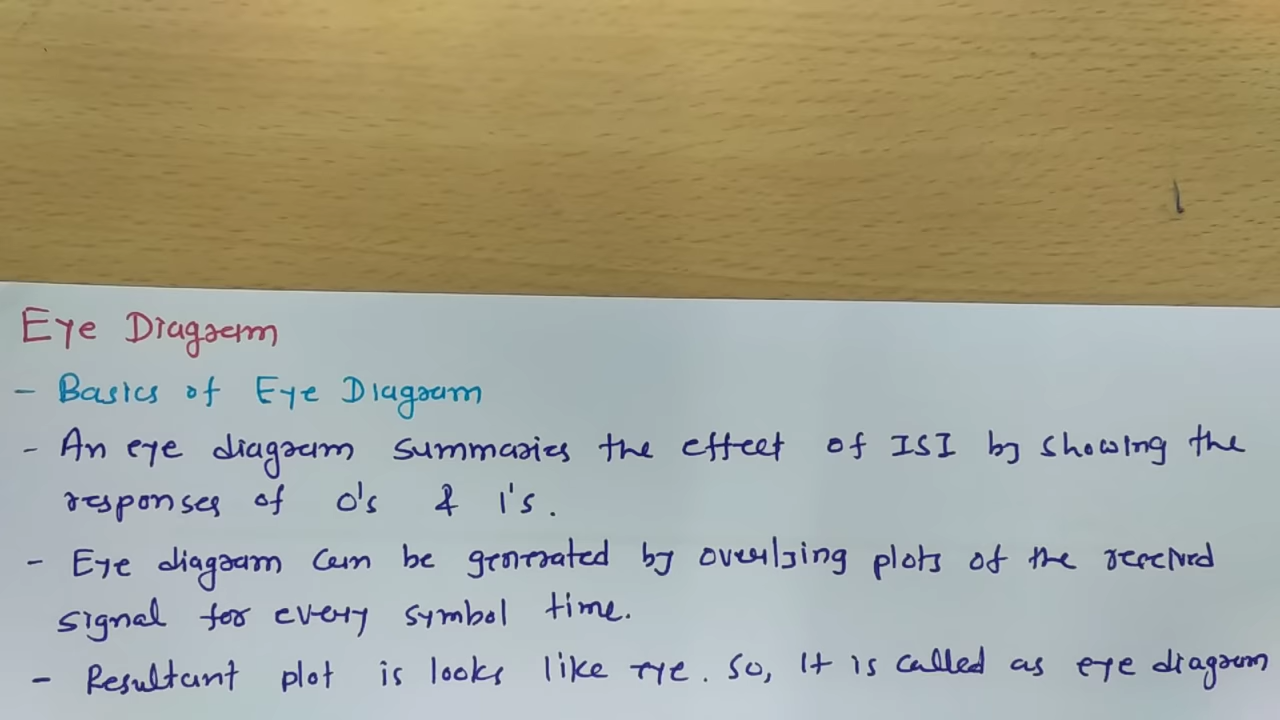 Eye Diagram
- Basics of Eye Diagram
- An eye diagram summaries the effect of ISI by showing the
responses of 0's & 1's.
- Eye diagram can be generated by overlying plots of the received
signal for every symbol time.
- Resultant plot is looks like eye. So, It is called as eye diagram